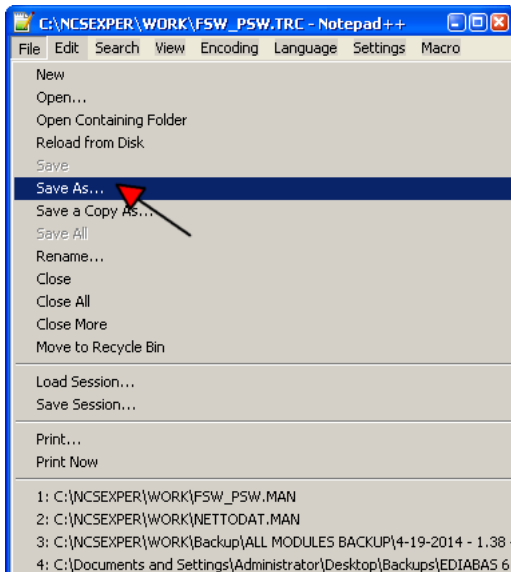 C:\NCSEXPER\WORK\FSW_PSW.TRC - Notepad++
File Edit Search View Encoding Language Settings Macro
New
Open...
Open Containing Folder
Reload from Disk
Save
Save As...
Save a Copy As...
Save All
Rename...
Close
Close All
Close More
Move to Recycle Bin
Load Session...
Save Session...
Print...
Print Now
1: C:\NCSEXPER\WORK\FSW_PSW.MAN
2: C:\NCSEXPER\WORK\NETTODAT.MAN
3: C:\NCSEXPER\WORK\Backup\ALL MODULES BACKUP\4-19-2014 - 1.38 -
4: C:\Documents and Settings\Administrator\Desktop\Backups\EDIABAS 6